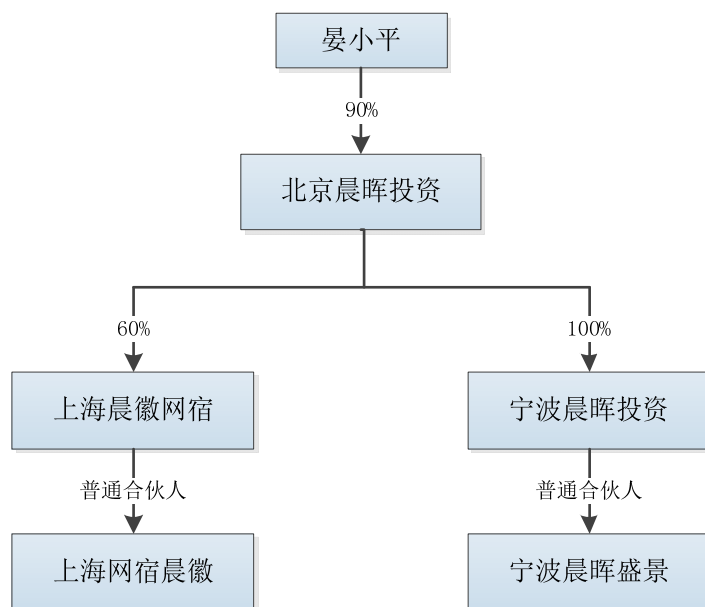 晏小平
90%
北京晨晖投资
60%
100%
上海晨徽网宿
宁波晨晖投资
普通合伙人
普通合伙人
上海网宿晨徽
宁波晨晖盛景